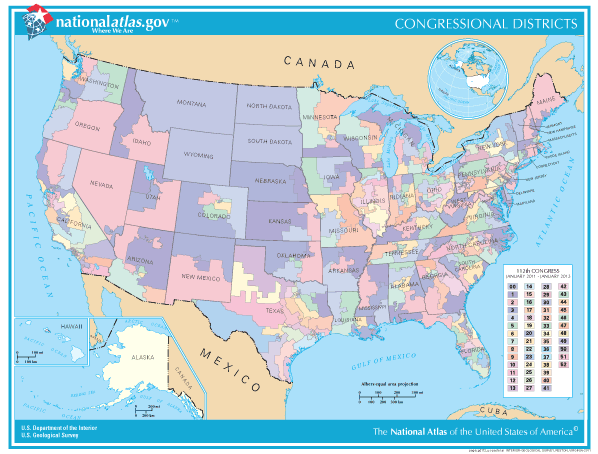 nationalatlas.gov™
Where We Are
CONGRESSIONAL DISTRICTS
CANADA
WASHINGTON
MONTANA
NORTH DAKOTA
MINNESOTA
MAINE
VERMONT
NEW HAMPSHIRE
MASSACHUSETTS
OREGON
IDAHO
SOUTH DAKOTA
WISCONSIN
NEW YORK
RHODE ISLAND
CONNECTICUT
WYOMING
IOWA
PENNSYLVANIA
NEW JERSEY
NEVADA
NEBRASKA
ILLINOIS
INDIANA
OHIO
DELAWARE
MARYLAND
UTAH
COLORADO
KANSAS
MISSOURI
WEST VIRGINIA
VIRGINIA
KENTUCKY
CALIFORNIA
NORTH CAROLINA
TENNESSEE
ARIZONA
NEW MEXICO
OKLAHOMA
ARKANSAS
SOUTH CAROLINA
GEORGIA
ALABAMA
MISSISSIPPI
TEXAS
LOUISIANA
FLORIDA
PACIFIC OCEAN
ATLANTIC OCEAN
GULF OF MEXICO
MEXICO
CUBA
HAWAII
ALASKA
CANADA
112th CONGRESS
JANUARY 2011 - JANUARY 2013
00 14 28 42
1 15 29 43
2 16 30 44
3 17 31 45
4 18 32 46
5 19 33 47
6 20 34 48
7 21 35 49
8 22 36 50
9 23 37 51
10 24 38 52
11 25 39
12 26 40
13 27 41
Albers equal area projection
U.S. Department of the Interior
U.S. Geological Survey
The National Atlas of the United States of America©